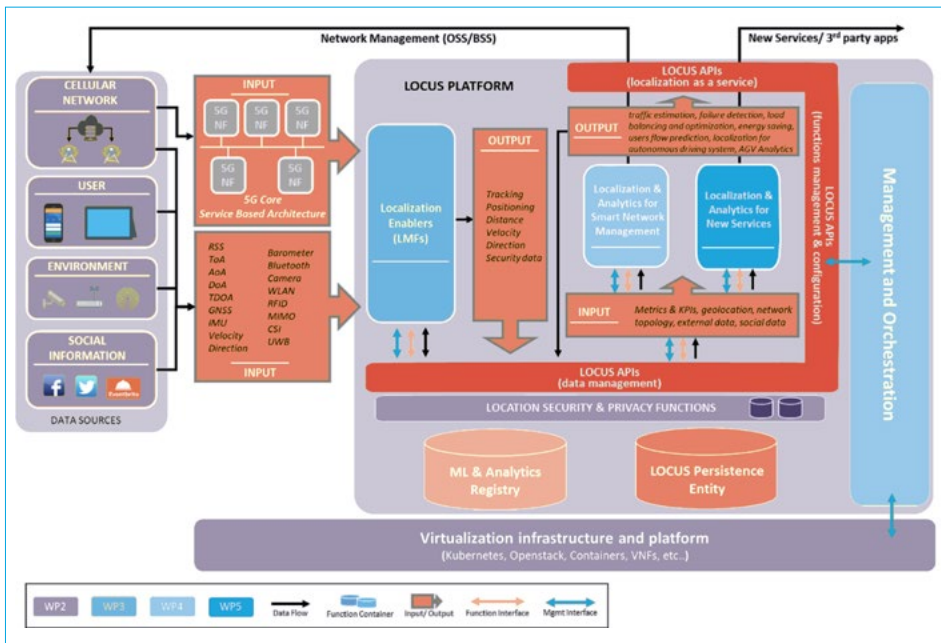 Network Management (OSS/BSS)
New Services/ 3rd party apps
CELLULAR
NETWORK
USER
ENVIRONMENT
SOCIAL
INFORMATION
Eventbrite
DATA SOURCES
INPUT
5G
NF
5G
NF
5G
NF
5G
NF
5G
NF
5G Core
Service Based Architecture
RSS
ToA
AoA
DoA
TDOA
GNSS
IMU
Velocity
Direction
Barometer
Bluetooth
Camera
WLAN
RFID
MIMO
CSI
UWB
INPUT
LOCUS PLATFORM
Localization
Enablers
(LMFs)
OUTPUT
Tracking
Positioning
Distance
Velocity
Direction
Security data
LOCUS APIs
(localization as a service)
OUTPUT
traffic estimation, failure detection, load
balancing and optimization, energy saving,
users flow prediction, localization for
autonomous driving system, AGV Analytics
Localization &
Analytics for
Smart Network
Management
Localization &
Analytics for
New Services
INPUT
Metrics & KPIs, geolocation, network
topology, external data, social data
LOCUS APIs
(functions management & configuration)
LOCUS APIs
(data management)
LOCATION SECURITY & PRIVACY FUNCTIONS
ML & Analytics
Registry
LOCUS Persistence
Entity
Management and Orchestration
Virtualization infrastructure and platform
(Kubernetes, Openstack, Containers, VNFs, etc..)
WP2
WP3
WP4
WP5
Data Flow
Function Container
Input/ Output
Function Interface
Mgmt Interface